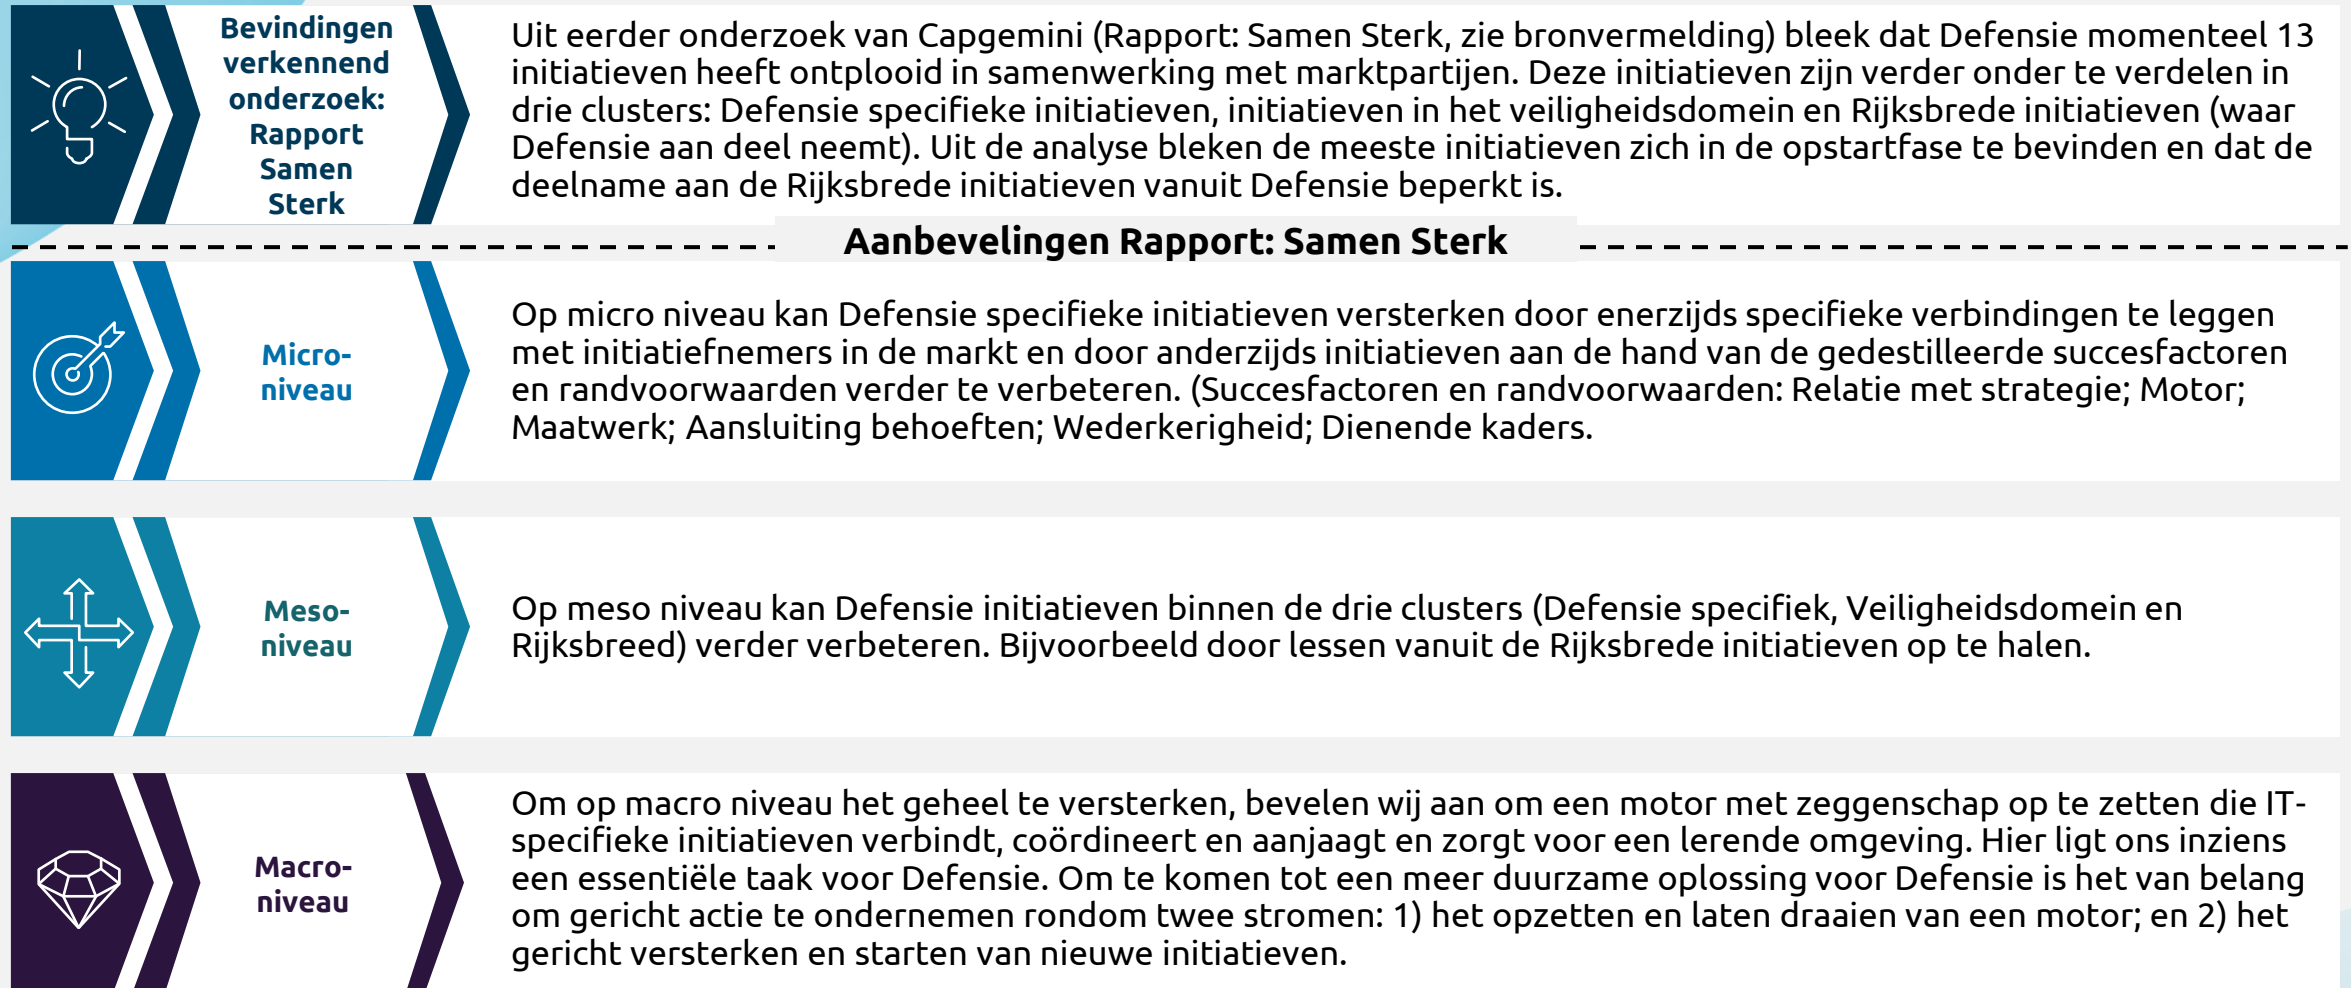 Bevindingen
verkennend
onderzoek:
Rapport
Samen
Sterk
Uit eerder onderzoek van Capgemini (Rapport: Samen Sterk, zie bronvermelding) bleek dat Defensie momenteel 13
initiatieven heeft ontplooid in samenwerking met marktpartijen. Deze initiatieven zijn verder onder te verdelen in
drie clusters: Defensie specifieke initiatieven, initiatieven in het veiligheidsdomein en Rijksbrede initiatieven (waar
Defensie aan deel neemt). Uit de analyse bleken de meeste initiatieven zich in de opstartfase te bevinden en dat de
deelname aan de Rijksbrede initiatieven vanuit Defensie beperkt is.
Aanbevelingen Rapport: Samen Sterk
Micro-
niveau
Op micro niveau kan Defensie specifieke initiatieven versterken door enerzijds specifieke verbindingen te leggen
met initiatiefnemers in de markt en door anderzijds initiatieven aan de hand van de gedestilleerde succesfactoren
en randvoorwaarden verder te verbeteren. (Succesfactoren en randvoorwaarden: Relatie met strategie; Motor;
Maatwerk; Aansluiting behoeften; Wederkerigheid; Dienende kaders.
Meso-
niveau
Op meso niveau kan Defensie initiatieven binnen de drie clusters (Defensie specifiek, Veiligheidsdomein en
Rijksbreed) verder verbeteren. Bijvoorbeeld door lessen vanuit de Rijksbrede initiatieven op te halen.
Macro-
niveau
Om op macro niveau het geheel te versterken, bevelen wij aan om een motor met zeggenschap op te zetten die IT-
specifieke initiatieven verbindt, coördineert en aanjaagt en zorgt voor een lerende omgeving. Hier ligt ons inziens
een essentiële taak voor Defensie. Om te komen tot een meer duurzame oplossing voor Defensie is het van belang
om gericht actie te ondernemen rondom twee stromen: 1) het opzetten en laten draaien van een motor; en 2) het
gericht versterken en starten van nieuwe initiatieven.